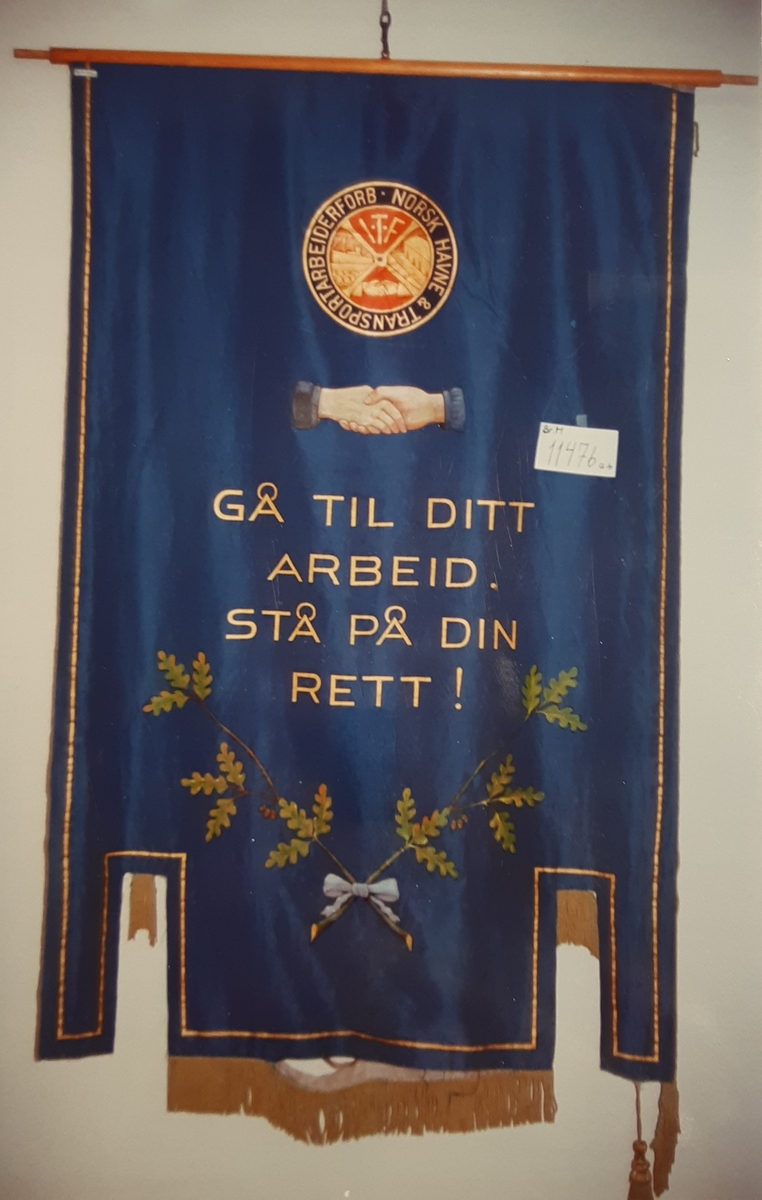 NORSK HAVNE & TRANSPORTARBEIDERFORB·
I·T·F
GÅ TIL DITT
ARBEID.
STÅ PÅ DIN
RETT!
11476